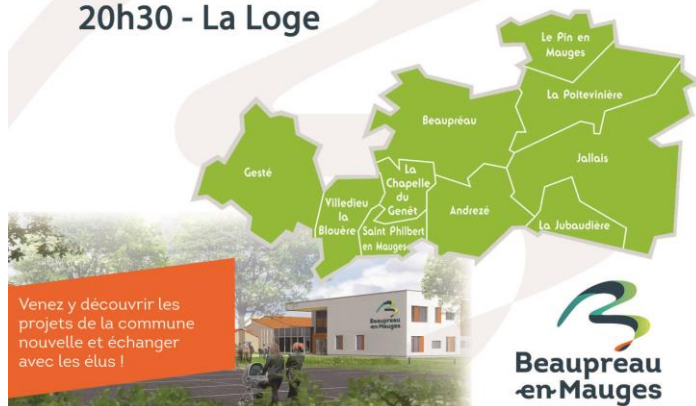 20h30 - La Loge
Le Pin en
Mauges
La Poitevinière
Beaupréau
Jallais
Gesté
La
Chapelle
du
Genêt
Villedieu
la
Blouère
Andrezé
Saint Philbert
en Mauges
La Jubaudière
Venez y découvrir les
projets de la commune
nouvelle et échanger
avec les élus !
Beaupreau
en-Mauges
Beaupreau
-en-Mauges